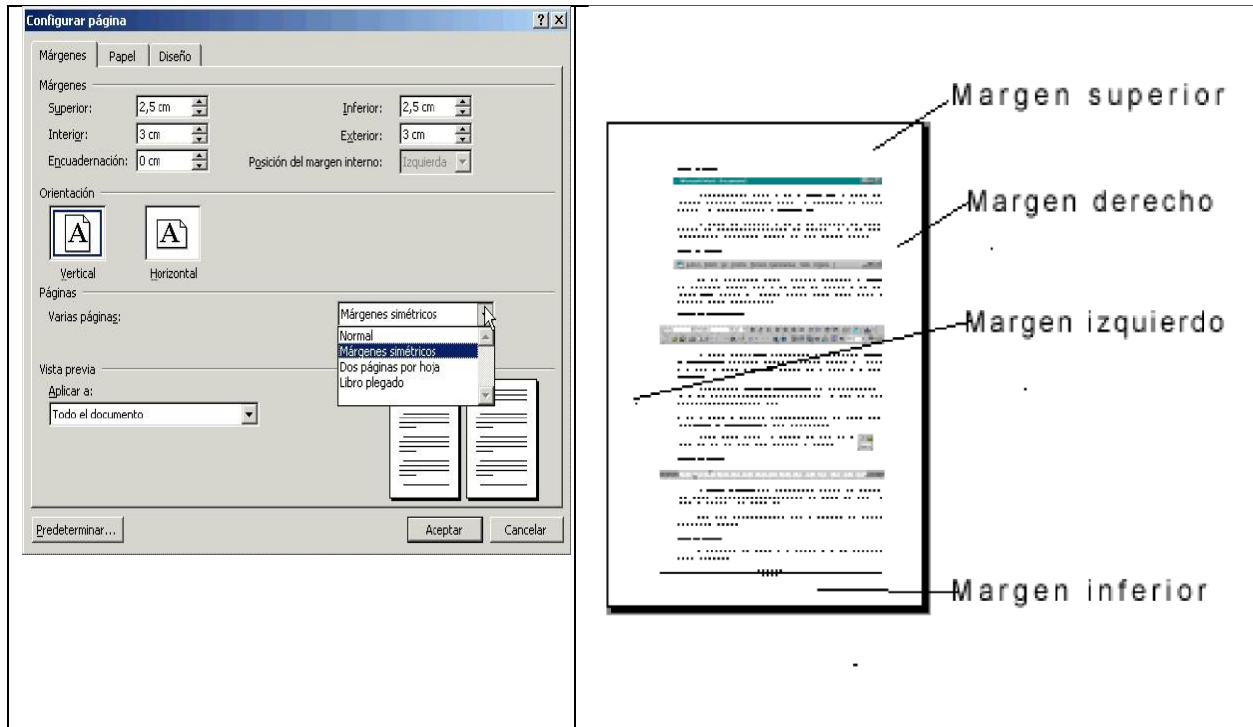 Configurar página
Márgenes Papel Diseño
Márgenes
Superior: 2,5 cm Inferior: 2,5 cm
Interior: 3 cm Exterior: 3 cm
Encuadernación: 0 cm Posición del margen interno: Izquierda
Orientación
A A
Vertical Horizontal
Páginas
Varias páginas: Márgenes simétricos
Normal
Márgenes simétricos
Dos páginas por hoja
Libro plegado
Vista previa
Aplicar a:
Todo el documento
Predeterminar... Aceptar Cancelar
Margen superior
Margen derecho
Margen izquierdo
Margen inferior